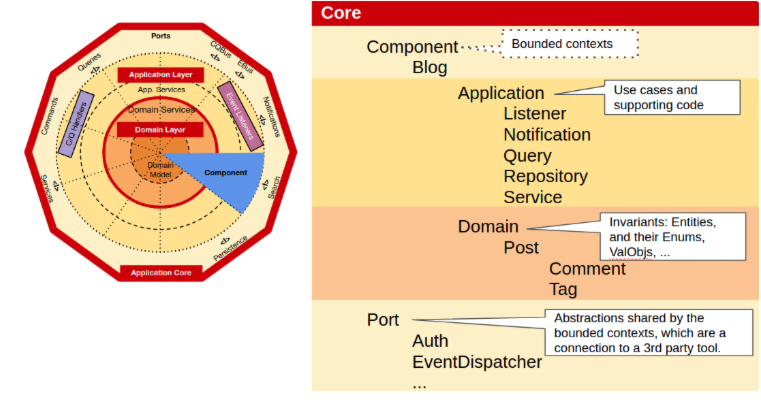 Ports
Queries
</>
CQBus
</>
EBus
</>
Application Layer
App. Services
Commands
C/Q Handlers
Event Listeners
Notifications
</>
Domain Services
Domain Layer
Domain
Model
Component
Services
</>
Search
</>
Persistence
</>
Application Core
Core
Component
Bounded contexts
Blog
Application
Use cases and
supporting code
Listener
Notification
Query
Repository
Service
Domain
Invariants: Entities,
and their Enums,
ValObjs, ...
Post
Comment
Tag
Port
Abstractions shared by the
bounded contexts, which are a
connection to a 3rd party tool.
Auth
EventDispatcher
...